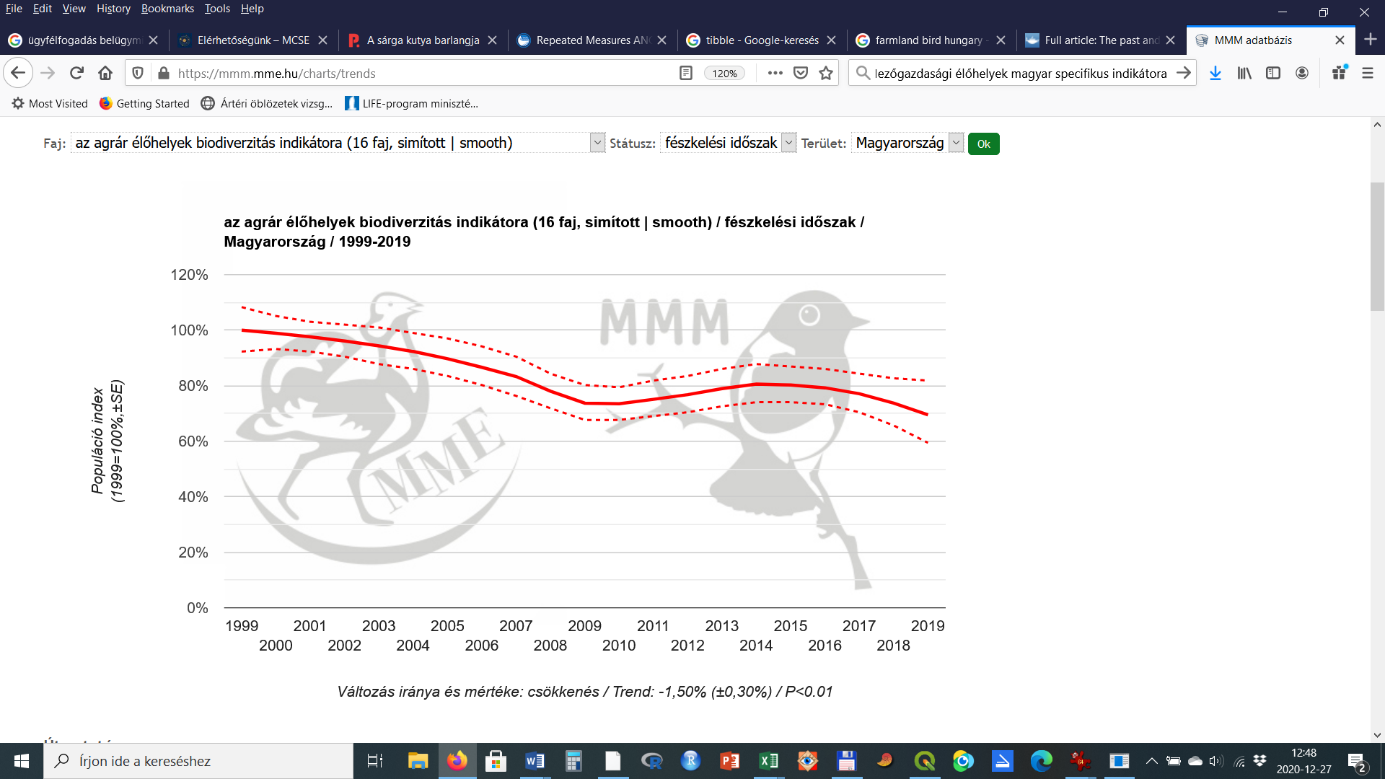 File Edit View History Bookmarks Tools Help
ügyfélfogadás belügymi
Elérhetőségünk – MCSE
A sárga kutya barlangja
Repeated Measures AN
tibble - Google-keresés
farmland bird hungary -
Full article: The past and
MMM adatbázis
https://mmm.mme.hu/charts/trends
120%
lezőgazdasági élőhelyek magyar specifikus indikátora
Most Visited Getting Started Ártéri öblözetek vizsg... LIFE-program miniszté...
Faj: az agrár élőhelyek biodiverzitás indikátora (16 faj, simított | smooth) Státusz: fészkelési időszak Terület: Magyarország Ok
az agrár élőhelyek biodiverzitás indikátora (16 faj, simított | smooth) / fészkelési időszak /
Magyarország / 1999-2019
120%
100%
80%
60%
40%
20%
0%
Populáció index
(1999=100%,±SE)
MME
MMM
1999 2001 2003 2005 2007 2009 2011 2013 2015 2017 2019
2000 2002 2004 2006 2008 2010 2012 2014 2016 2018
Változás iránya és mértéke: csökkenés / Trend: -1,50% (±0,30%) / P<0.01
Írjon ide a kereséshez
12:48
2020-12-27
2